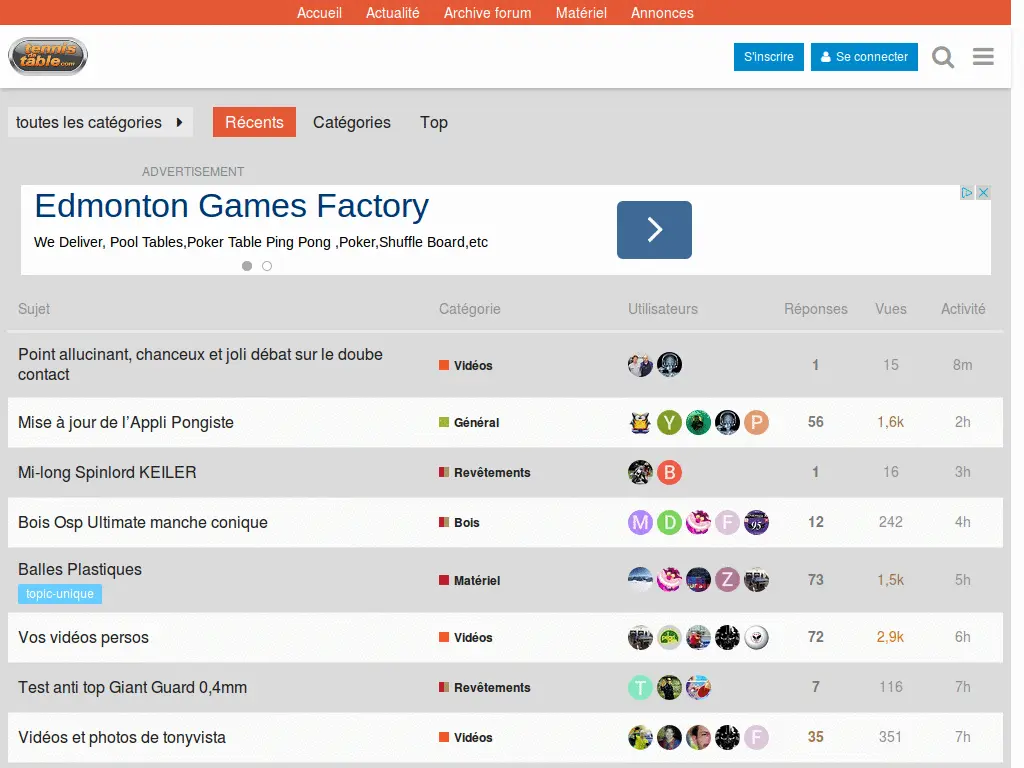 Accueil Actualité Archive forum Matériel Annonces
tennis
de
table.com
S'inscrire Se connecter
toutes les catégories Récents Catégories Top
ADVERTISEMENT
Edmonton Games Factory
We Deliver, Pool Tables,Poker Table Ping Pong ,Poker,Shuffle Board,etc
Sujet Catégorie Utilisateurs Réponses Vues Activité
Point allucinant, chanceux et joli débat sur le doube
contact
Vidéos 1 15 8m
Mise à jour de l’Appli Pongiste Général Y P 56 1,6k 2h
Mi-long Spinlord KEILER Revêtements B 1 16 3h
Bois Osp Ultimate manche conique Bois M D F 95 12 242 4h
Balles Plastiques
topic-unique
Matériel Z 73 1,5k 5h
Vos vidéos persos Vidéos 72 2,9k 6h
Test anti top Giant Guard 0,4mm Revêtements T 7 116 7h
Vidéos et photos de tonyvista Vidéos F 35 351 7h